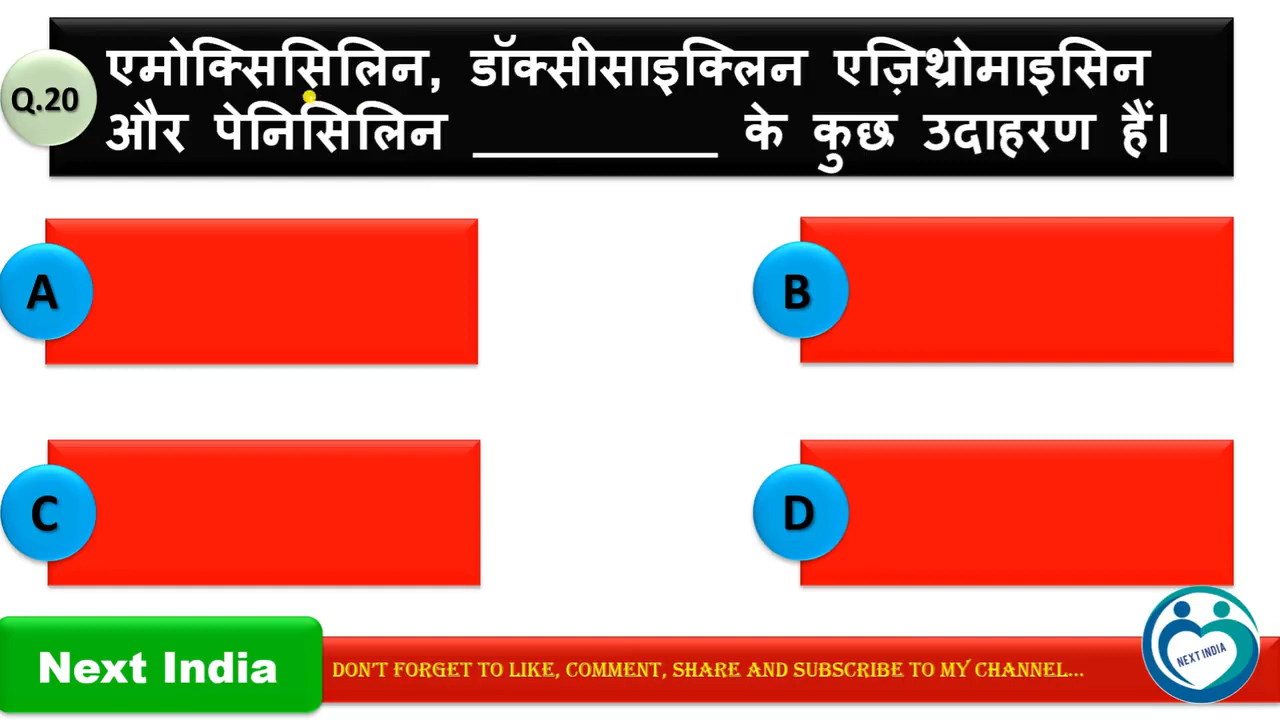 Q.20
एमोक्सिसिलिन, डॉक्सीसाइक्लिन एज़िथ्रोमाइसिन
और पेनिसिलिन __________ के कुछ उदाहरण हैं।
A
B
C
D
Next India
DON'T FORGET TO LIKE, COMMENT, SHARE AND SUBSCRIBE TO MY CHANNEL...
NEXT INDIA